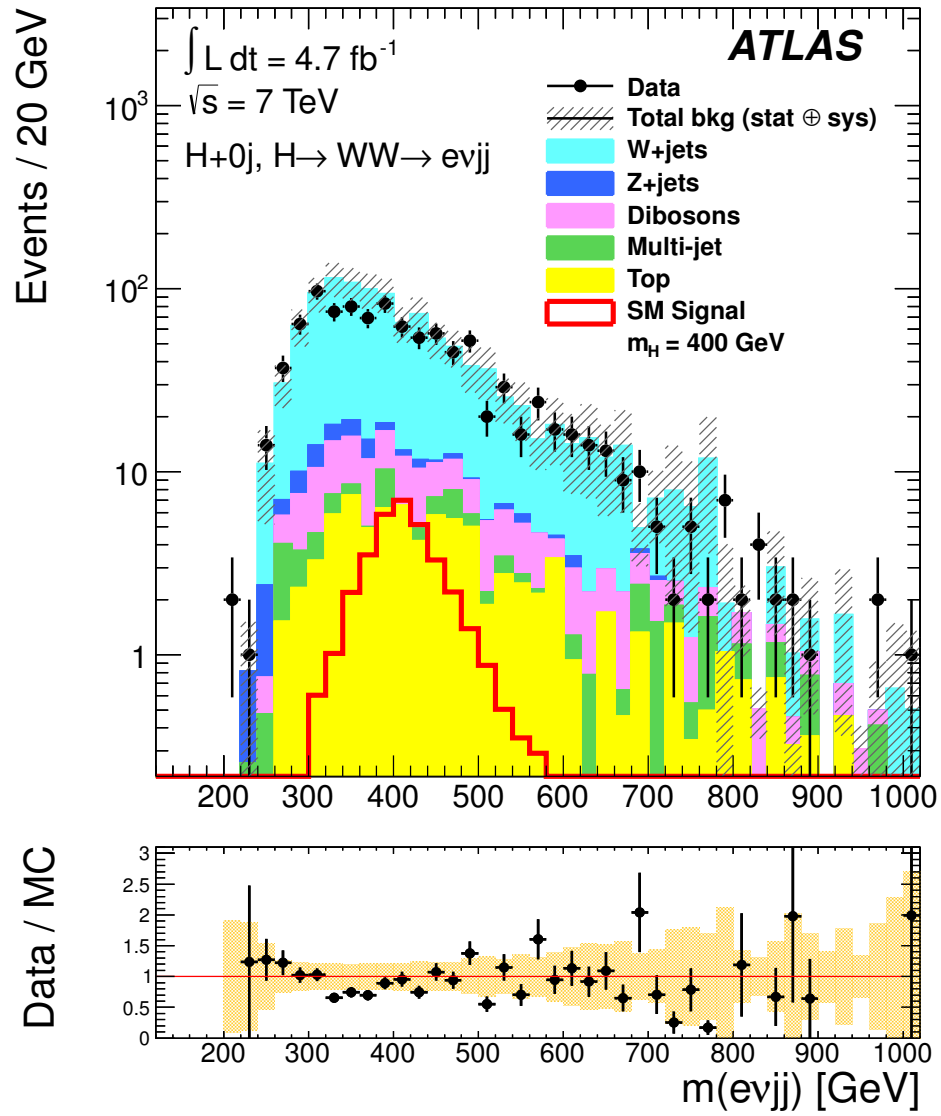 ∫ L dt = 4.7 fb⁻¹
√s = 7 TeV
H+0j, H→ WW→ eνjj
ATLAS
Data
Total bkg (stat ⊕ sys)
W+jets
Z+jets
Dibosons
Multi-jet
Top
SM Signal
m_H = 400 GeV
Events / 20 GeV
10³
10²
10
1
200 300 400 500 600 700 800 900 1000
Data / MC
3
2.5
2
1.5
1
0.5
0
200 300 400 500 600 700 800 900 1000
m(eνjj) [GeV]